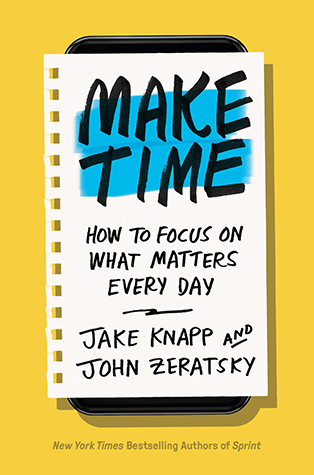 MAKE
TIME
HOW TO FOCUS ON
WHAT MATTERS
EVERY DAY
JAKE KNAPP AND
JOHN ZERATSKY
New York Times Bestselling Authors of Sprint